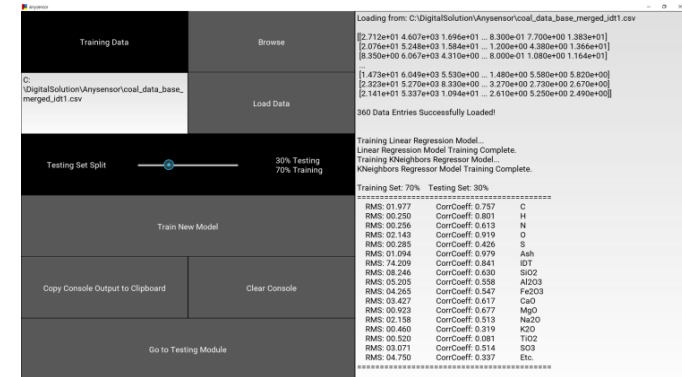 Anysensor
Training Data
Browse
C:
\DigitalSolution\Anysensor\coal_data_base_
merged_idt1.csv
Load Data
Testing Set Split
30% Testing
70% Training
Train New Model
Copy Console Output to Clipboard
Clear Console
Go to Testing Module
Loading from: C:\DigitalSolution\Anysensor\coal_data_base_merged_idt1.csv
[[2.712e+01 4.607e+03 1.696e+01 ... 8.300e-01 7.700e+00 1.383e+01]
[2.076e+01 5.248e+03 1.584e+01 ... 1.200e+00 4.380e+00 1.366e+01]
[8.350e+00 6.067e+03 4.310e+00 ... 8.000e-01 1.080e+00 1.164e+01]
...
[1.473e+01 6.049e+03 5.530e+00 ... 1.480e+00 5.580e+00 5.820e+00]
[2.323e+01 5.270e+03 8.330e+00 ... 3.270e+00 2.730e+00 2.670e+00]
[2.141e+01 5.337e+03 1.094e+01 ... 2.610e+00 5.250e+00 2.490e+00]]
360 Data Entries Successfully Loaded!
Training Linear Regression Model...
Linear Regression Model Training Complete.
Training KNeighbors Regressor Model...
KNeighbors Regressor Model Training Complete.
Training Set: 70% Testing Set: 30%
============================================
RMS: 01.977 CorrCoeff: 0.757 C
RMS: 00.250 CorrCoeff: 0.801 H
RMS: 00.256 CorrCoeff: 0.613 N
RMS: 02.143 CorrCoeff: 0.919 O
RMS: 00.285 CorrCoeff: 0.426 S
RMS: 01.094 CorrCoeff: 0.979 Ash
RMS: 74.209 CorrCoeff: 0.841 IDT
RMS: 08.246 CorrCoeff: 0.630 SiO2
RMS: 05.205 CorrCoeff: 0.558 Al2O3
RMS: 04.265 CorrCoeff: 0.547 Fe2O3
RMS: 03.427 CorrCoeff: 0.617 CaO
RMS: 00.923 CorrCoeff: 0.677 MgO
RMS: 02.158 CorrCoeff: 0.513 Na2O
RMS: 00.460 CorrCoeff: 0.319 K2O
RMS: 00.520 CorrCoeff: 0.081 TiO2
RMS: 03.071 CorrCoeff: 0.514 SO3
RMS: 04.750 CorrCoeff: 0.337 Etc.
============================================